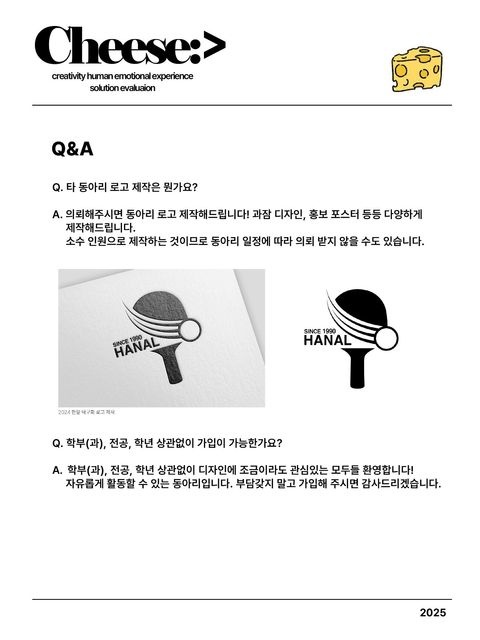 Cheese:>
creativity human emotional experience
solution evaluaion
Q&A
Q. 타 동아리 로고 제작은 뭔가요?
A. 의뢰해주시면 동아리 로고 제작해드립니다! 과잠 디자인, 홍보 포스터 등등 다양하게
제작해드립니다.
소수 인원으로 제작하는 것이므로 동아리 일정에 따라 의뢰 받지 않을 수도 있습니다.
SINCE 1990
HANAL
SINCE 1990
HANAL
2024 한알 탁구회 로고 제작
Q. 학부(과), 전공, 학년 상관없이 가입이 가능한가요?
A. 학부(과), 전공, 학년 상관없이 디자인에 조금이라도 관심있는 모두들 환영합니다!
자유롭게 활동할 수 있는 동아리입니다. 부담갖지 말고 가입해 주시면 감사드리겠습니다.
2025